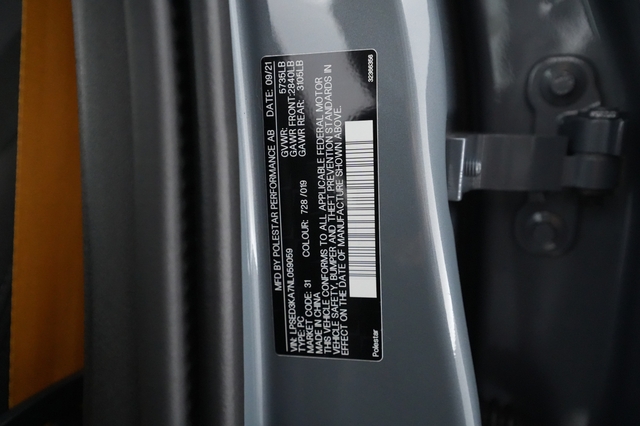 MFD BY POLESTAR PERFORMANCE AB DATE: 09/21
GVWR: 5735LB
GAWR FRONT:2840LB
GAWR REAR: 3105LB
VIN: LPSED3KA7NL059059
TYPE: PC
MARKET CODE: 31 COLOUR: 728 /019
MADE IN CHINA
THIS VEHICLE CONFORMS TO ALL APPLICABLE FEDERAL MOTOR
VEHICLE SAFETY, BUMPER AND THEFT PREVENTION STANDARDS IN
EFFECT ON THE DATE OF MANUFACTURE SHOWN ABOVE.
Polestar 32366356